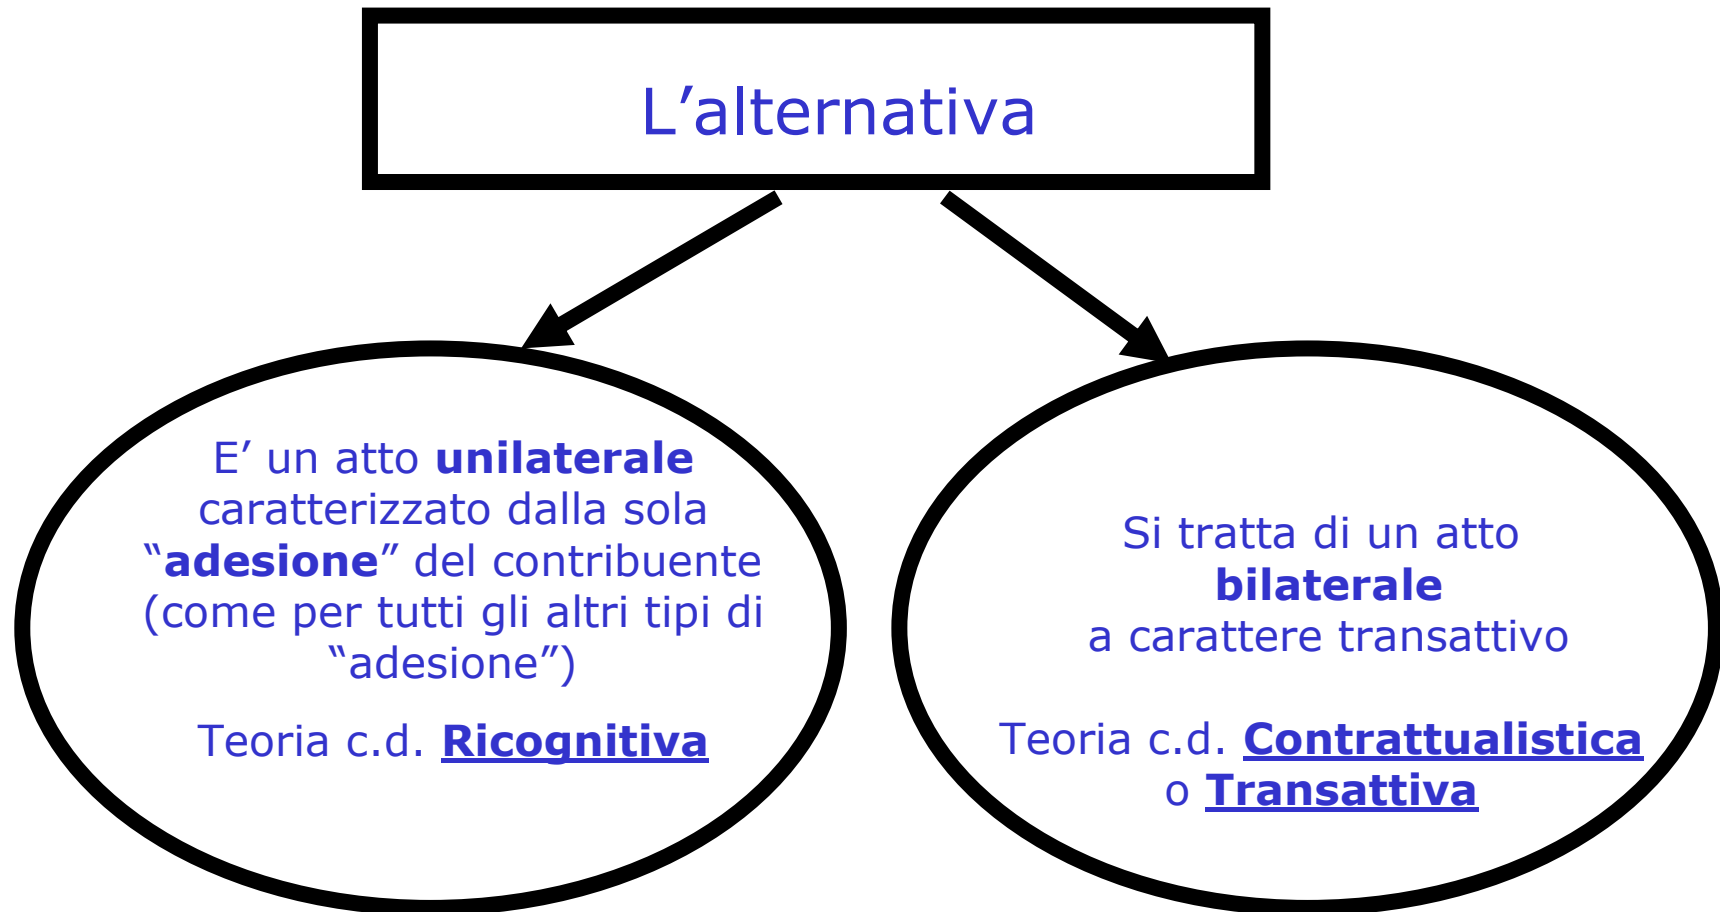 L’alternativa
E’ un atto unilaterale
caratterizzato dalla sola
“adesione” del contribuente
(come per tutti gli altri tipi di
“adesione”)
Teoria c.d. Ricognitiva
Si tratta di un atto
bilaterale
a carattere transattivo
Teoria c.d. Contrattualistica
o Transattiva